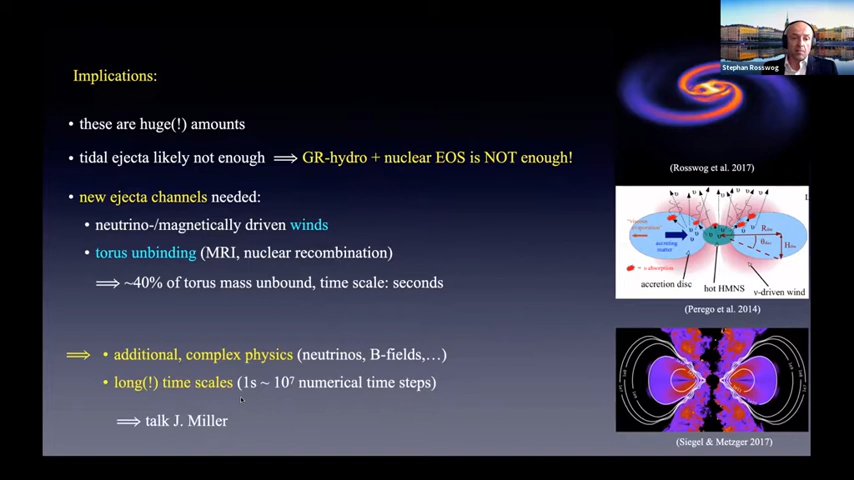 Stephan Rosswog
Implications:
• these are huge(!) amounts
• tidal ejecta likely not enough ⟹ GR-hydro + nuclear EOS is NOT enough!
• new ejecta channels needed:
• neutrino-/magnetically driven winds
• torus unbinding (MRI, nuclear recombination)
⟹ ~40% of torus mass unbound, time scale: seconds
⟹ • additional, complex physics (neutrinos, B-fields,…)
• long(!) time scales (1s ~ 10⁷ numerical time steps)
⟹ talk J. Miller
(Rosswog et al. 2017)
accreting
matter
accretion disc
hot HMNS
ν-driven wind
(Perego et al. 2014)
(Siegel & Metzger 2017)